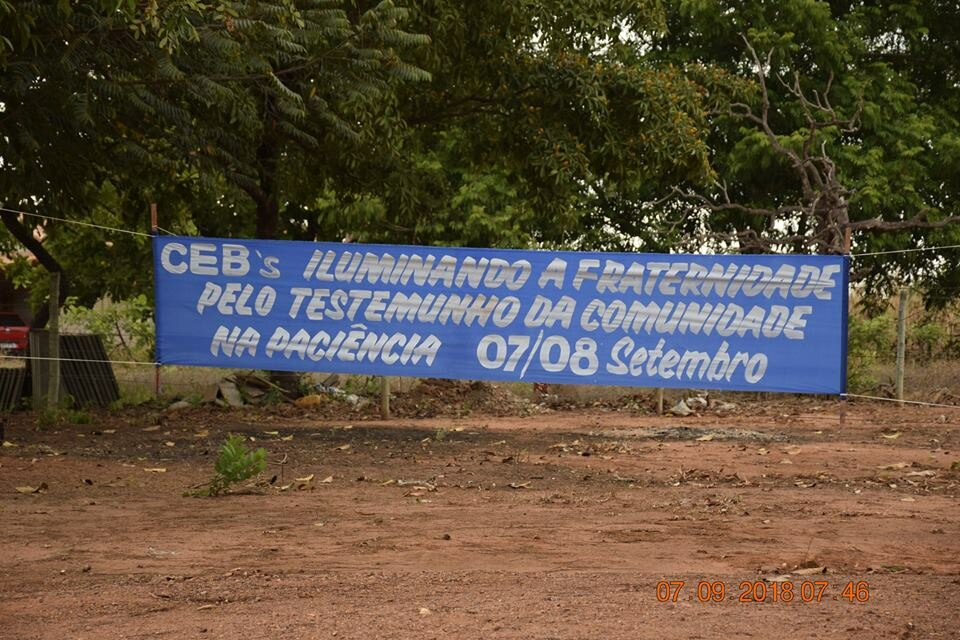 CEB's ILUMINANDO A FRATERNIDADE
PELO TESTEMUNHO DA COMUNIDADE
NA PACIÊNCIA 07/08 Setembro
07.09.2018 07:46